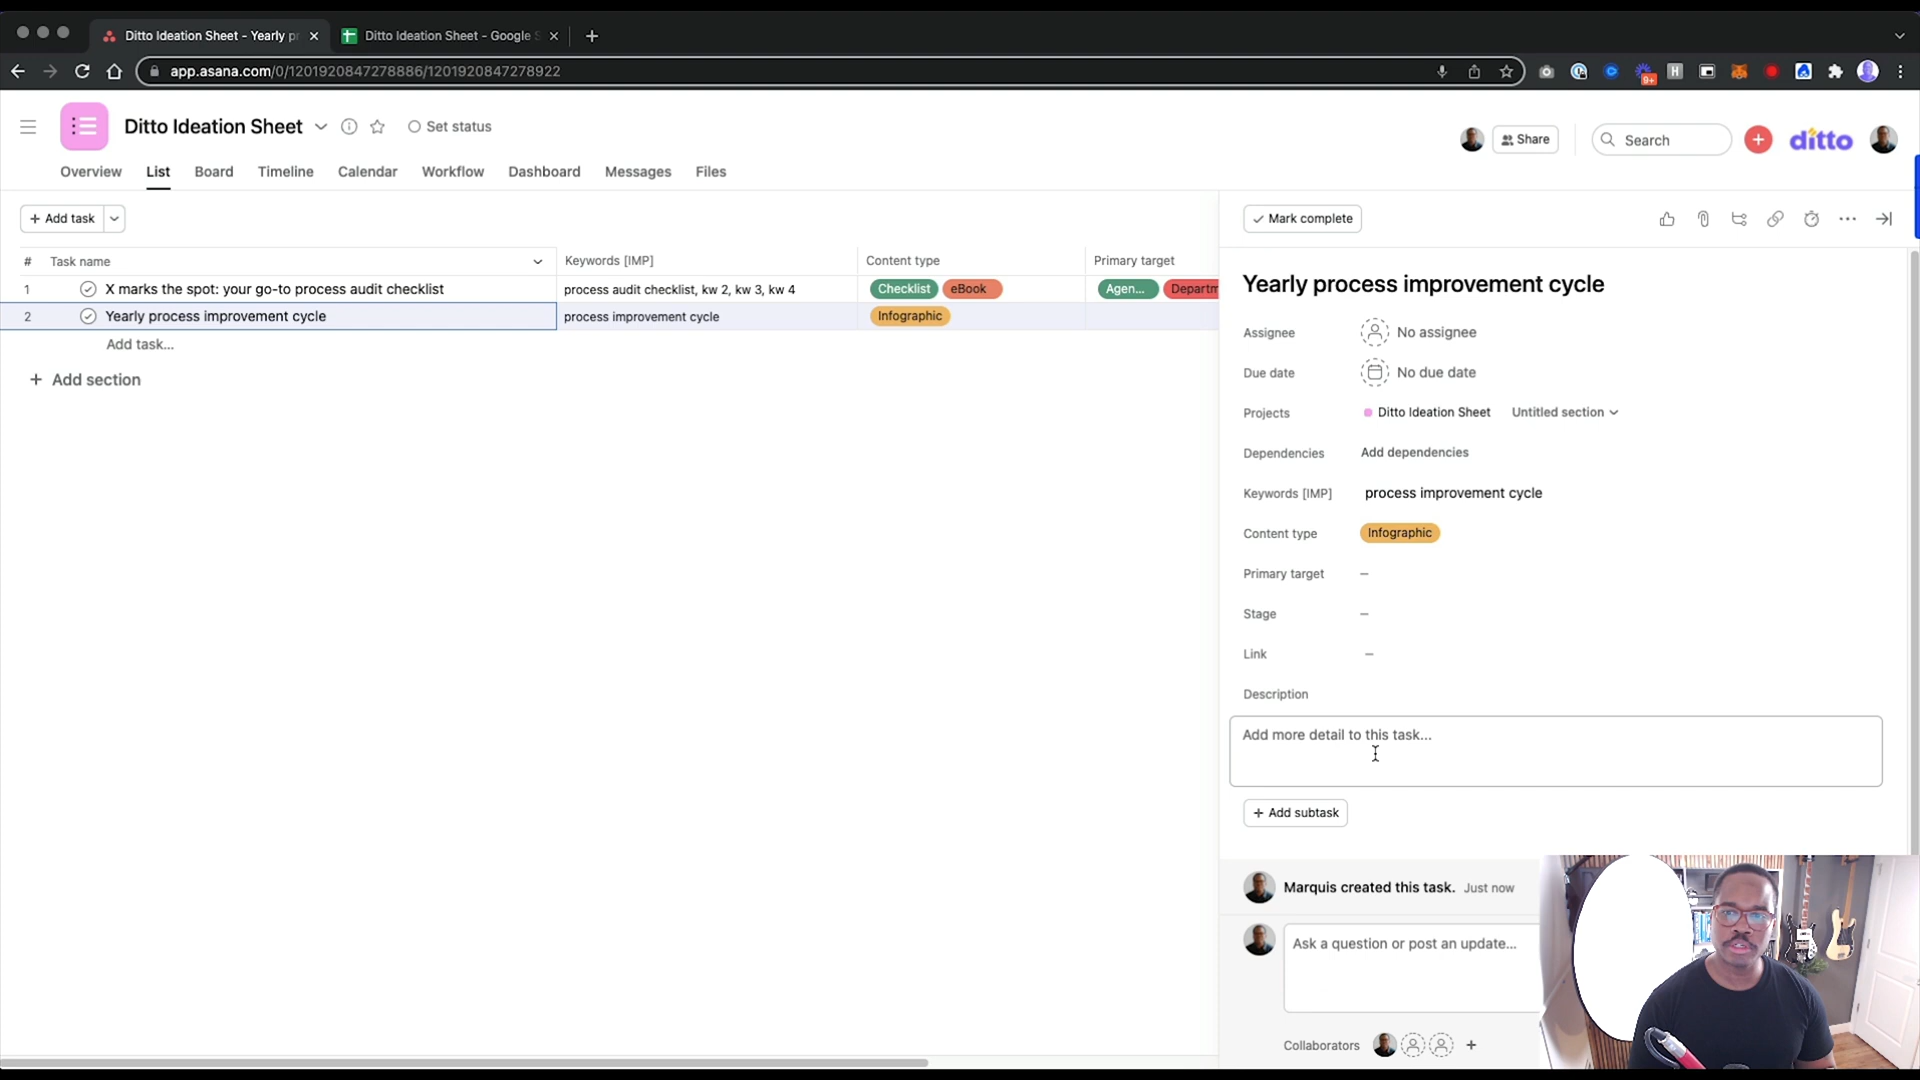 Ditto Ideation Sheet - Yearly pr
Ditto Ideation Sheet - Google S
app.asana.com/0/1201920847278886/1201920847278922
9+
Ditto Ideation Sheet
Set status
Share
Search
ditto
Overview
List
Board
Timeline
Calendar
Workflow
Dashboard
Messages
Files
+ Add task
Mark complete
# Task name Keywords [IMP] Content type Primary target
1 X marks the spot: your go-to process audit checklist process audit checklist, kw 2, kw 3, kw 4 Checklist eBook Agen... Departm
2 Yearly process improvement cycle process improvement cycle Infographic
Add task...
+ Add section
Yearly process improvement cycle
Assignee No assignee
Due date No due date
Projects Ditto Ideation Sheet Untitled section
Dependencies Add dependencies
Keywords [IMP] process improvement cycle
Content type Infographic
Primary target –
Stage –
Link –
Description
Add more detail to this task...
+ Add subtask
Marquis created this task. Just now
Ask a question or post an update...
Collaborators +